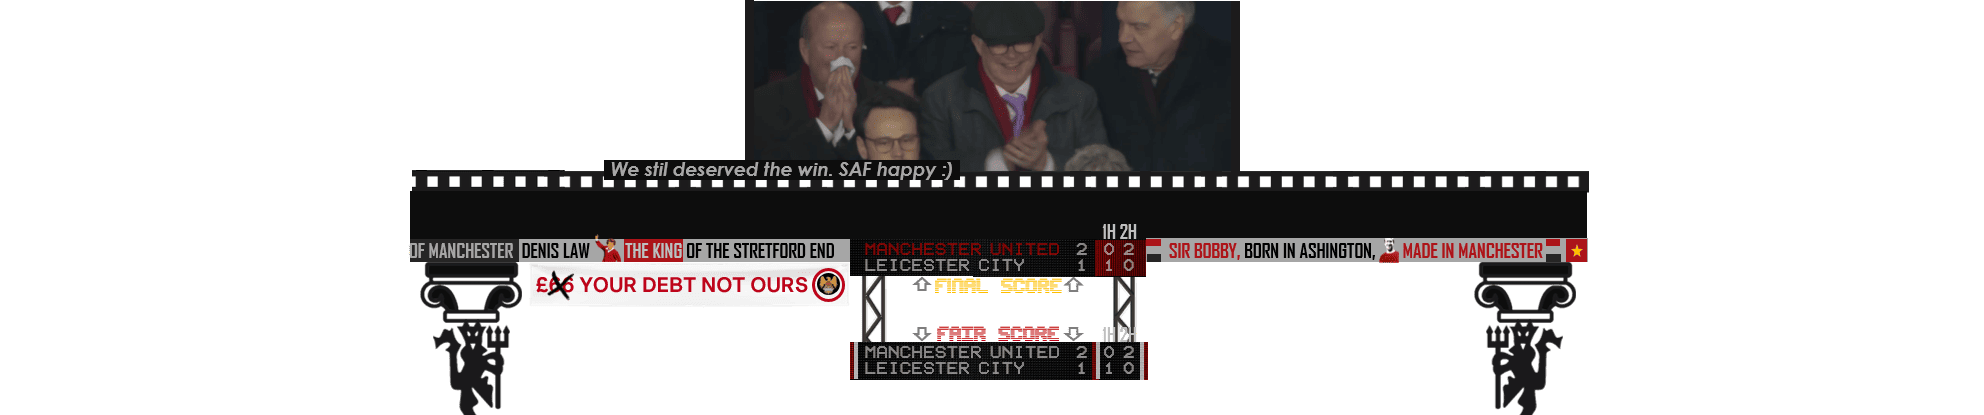 We stil deserved the win. SAF happy :)
1H 2H
OF MANCHESTER DENIS LAW THE KING OF THE STRETFORD END
MANCHESTER UNITED 2 0 2
LEICESTER CITY 1 1 0
SIR BOBBY, BORN IN ASHINGTON, MADE IN MANCHESTER
£66 YOUR DEBT NOT OURS
FINAL SCORE
FAIR SCORE
1H 2H
MANCHESTER UNITED 2 0 2
LEICESTER CITY 1 1 0